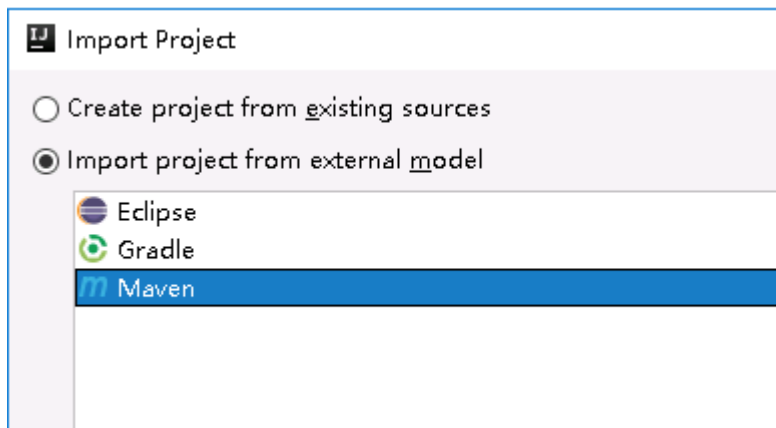 IJ Import Project
Create project from existing sources
Import project from external model
Eclipse
Gradle
m Maven